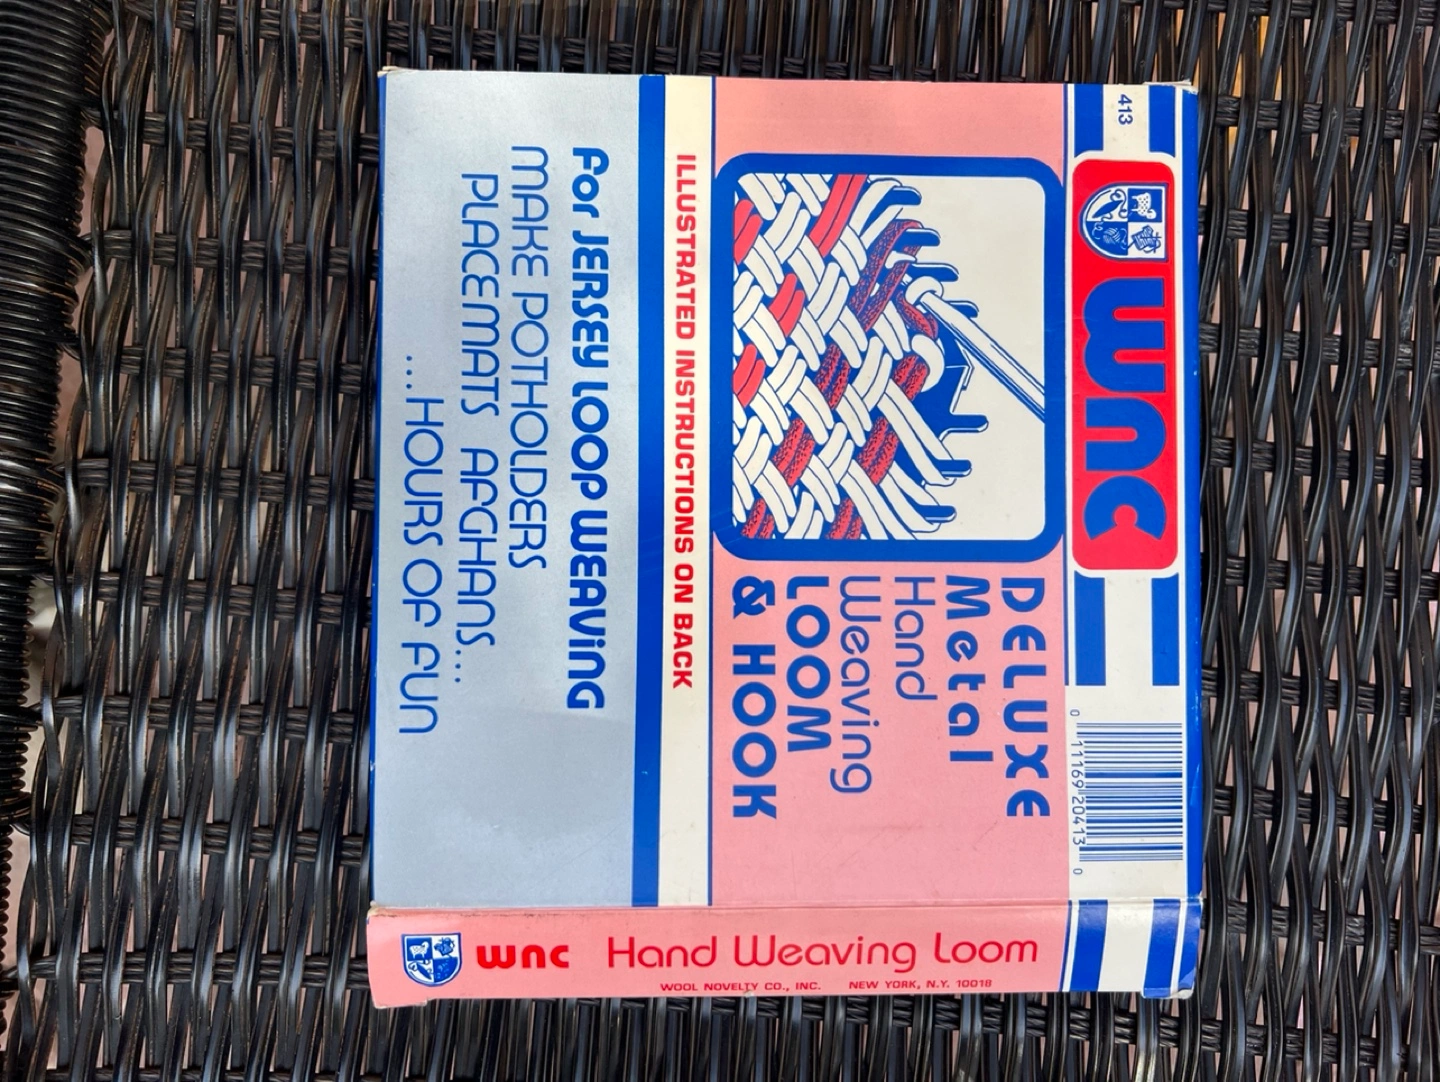 413
wnc
DELUXE
Metal
Hand
Weaving
LOOM
& HOOK
0 11169 20413 0
ILLUSTRATED INSTRUCTIONS ON BACK
For JERSEY LOOP WEAVING
MAKE POTHOLDERS
PLACEMATS AFGHANS...
...HOURS OF FUN
wnc Hand Weaving Loom
WOOL NOVELTY CO., INC. NEW YORK, N.Y. 10018